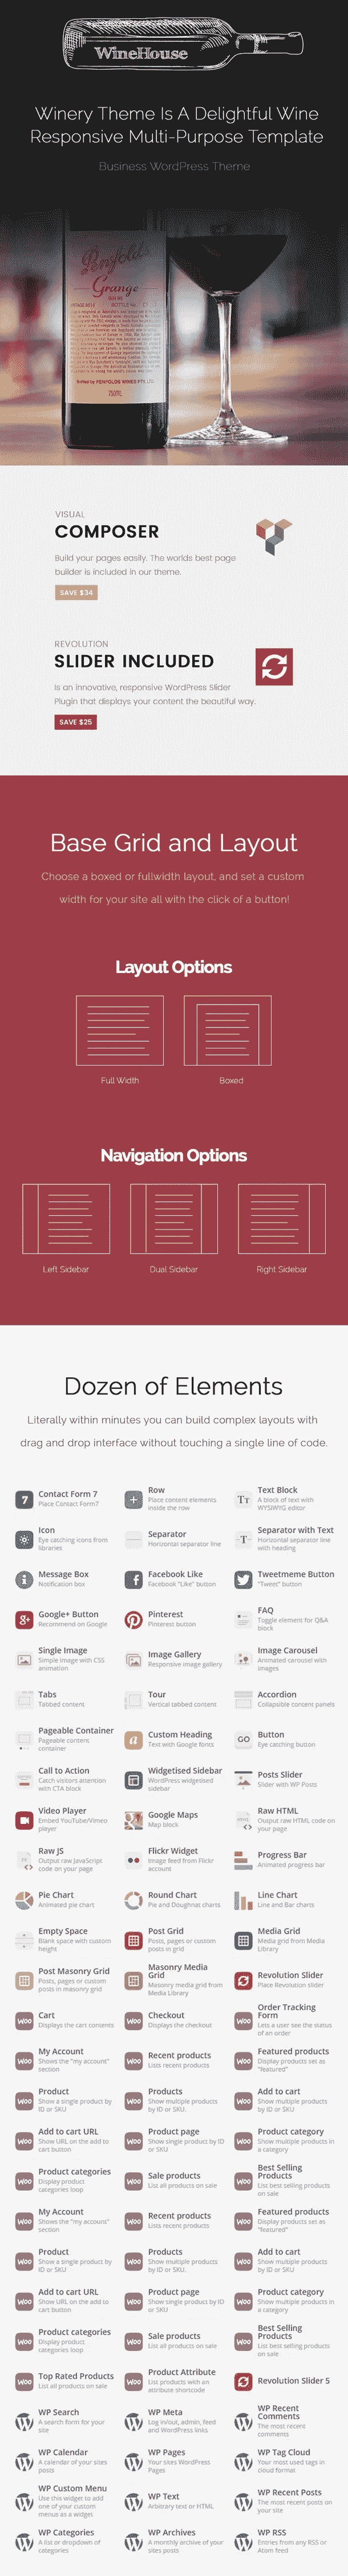 WineHouse
Winery Theme Is A Delightful Wine
Responsive Multi-Purpose Template
Business WordPress Theme
Penfolds
Grange
750ML
VISUAL
COMPOSER
Build your pages easily. The worlds best page
builder is included in our theme.
SAVE $34
REVOLUTION
SLIDER INCLUDED
Is an innovative, responsive WordPress Slider
Plugin that displays your content the beautiful way.
SAVE $25
Base Grid and Layout
Choose a boxed or fullwidth layout, and set a custom
width for your site all with the click of a button!
Layout Options
Full Width
Boxed
Navigation Options
Left Sidebar
Dual Sidebar
Right Sidebar
Dozen of Elements
Literally within minutes you can build complex layouts with
drag and drop interface without touching a single line of code.
Contact Form 7
Place Contact Form7
Row
Place content elements
inside the row
Text Block
A block of text with
WYSIWYG editor
Icon
Eye catching icons from
libraries
Separator
Horizontal separator line
Separator with Text
Horizontal separator line
with heading
Message Box
Notification box
Facebook Like
Facebook "Like" button
Tweetmeme Button
"Tweet" button
Google+ Button
Recommend on Google
Pinterest
Pinterest button
FAQ
Toggle element for Q&A
block
Single Image
Simple image with CSS
animation
Image Gallery
Responsive image gallery
Image Carousel
Animated carousel with
images
Tabs
Tabbed content
Tour
Vertical tabbed content
Accordion
Collapsible content panels
Pageable Container
Pageable content
container
Custom Heading
Text with Google fonts
GO
Button
Eye catching button
Call to Action
Catch visitors attention
with CTA block
Widgetised Sidebar
WordPress widgetised
sidebar
Posts Slider
Slider with WP Posts
Video Player
Embed YouTube/Vimeo
player
Google Maps
Map block
Raw HTML
Output raw HTML code on
your page
Raw JS
Output raw JavaScript
code on your page
Flickr Widget
Image feed from Flickr
account
Progress Bar
Animated progress bar
Pie Chart
Animated pie chart
Round Chart
Pie and Doughnat charts
Line Chart
Line and Bar charts
Empty Space
Blank space with custom
height
Post Grid
Posts, pages or custom
posts in grid
Media Grid
Media grid from Media
Library
Post Masonry Grid
Posts, pages or custom
posts in masonry grid
Masonry Media
Grid
Masonry media grid from
Media Library
Revolution Slider
Place Revolution slider
Cart
Displays the cart contents
Checkout
Displays the checkout
Order Tracking
Form
Lets a user see the status
of an order
My Account
Shows the "my account"
section
Recent products
Lists recent products
Featured products
Display products set as
"featured"
Product
Show a single product by
ID or SKU
Products
Show multiple products
by ID or SKU.
Add to cart
Show multiple products
by ID or SKU
Add to cart URL
Show URL on the add to
cart button
Product page
Show single product by ID
or SKU
Product category
Show multiple products in
a category
Product categories
Display product
categories loop
Sale products
List all products on sale
Best Selling
Products
List best selling products
on sale
My Account
Shows the "my account"
section
Recent products
Lists recent products
Featured products
Display products set as
"featured"
Product
Show a single product by
ID or SKU
Products
Show multiple products
by ID or SKU.
Add to cart
Show multiple products
by ID or SKU
Add to cart URL
Show URL on the add to
cart button
Product page
Show single product by ID
or SKU
Product category
Show multiple products in
a category
Product categories
Display product
categories loop
Sale products
List all products on sale
Best Selling
Products
List best selling products
on sale
Top Rated Products
List all products on sale
Product Attribute
List products with an
attribute shortcode
Revolution Slider 5
WP Search
A search form for your
site
WP Meta
Log in/out, admin, feed
and WordPress links
WP Recent
Comments
The most recent
comments
WP Calendar
A calendar of your sites
posts
WP Pages
Your sites WordPress
Pages
WP Tag Cloud
Your most used tags in
cloud format
WP Custom Menu
Use this widget to add
one of your custom
menus as a widget
WP Text
Arbitrary text or HTML
WP Recent Posts
The most recent posts on
your site
WP Categories
A list or dropdown of
categories
WP Archives
A monthly archive of your
sites posts
WP RSS
Entries from any RSS or
Atom feed